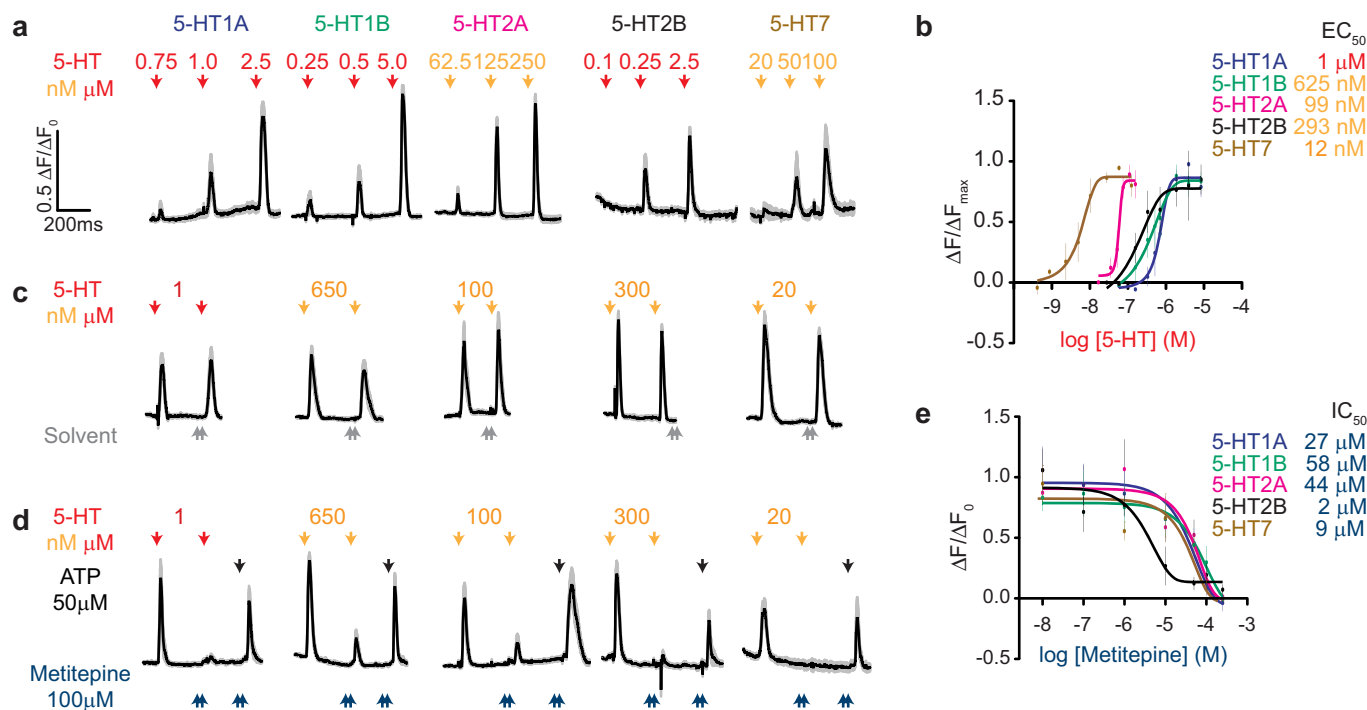 a
5-HT1A 5-HT1B 5-HT2A 5-HT2B 5-HT7
5-HT 0.75 1.0 2.5 0.25 0.5 5.0 62.5 125 250 0.1 0.25 2.5 20 50 100
nM μM
0.5 ΔF/ΔF0
200ms
b
EC50
5-HT1A 1 μM
5-HT1B 625 nM
5-HT2A 99 nM
5-HT2B 293 nM
5-HT7 12 nM
ΔF/ΔFmax
1.5
1.0
0.5
0.0
-0.5
-9 -8 -7 -6 -5 -4
log [5-HT] (M)
c
5-HT 1 650 100 300 20
nM μM
Solvent
d
5-HT 1 650 100 300 20
nM μM
ATP
50μM
Metitepine
100μM
e
IC50
5-HT1A 27 μM
5-HT1B 58 μM
5-HT2A 44 μM
5-HT2B 2 μM
5-HT7 9 μM
ΔF/ΔF0
1.5
1.0
0.5
0.0
-0.5
-8 -7 -6 -5 -4 -3
log [Metitepine] (M)